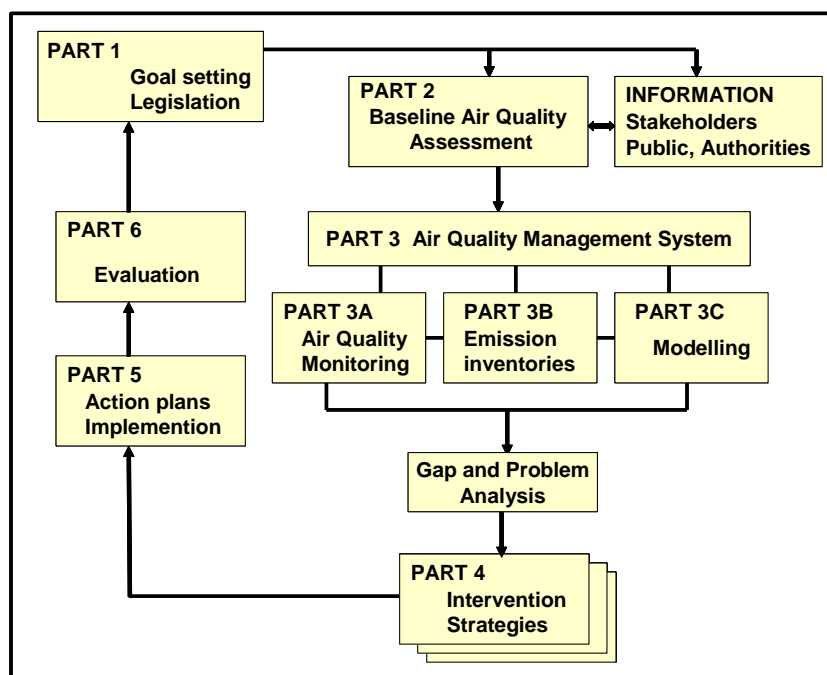 PART 1
Goal setting
Legislation
PART 2
Baseline Air Quality
Assessment
INFORMATION
Stakeholders
Public, Authorities
PART 3 Air Quality Management System
PART 3A
Air Quality
Monitoring
PART 3B
Emission
inventories
PART 3C
Modelling
Gap and Problem
Analysis
PART 4
Intervention
Strategies
PART 5
Action plans
Implemention
PART 6
Evaluation